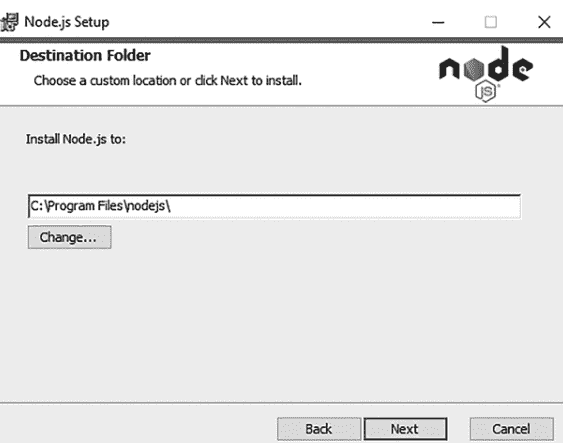 Node.js Setup
Destination Folder
Choose a custom location or click Next to install.
node
JS
Install Node.js to:
C:\Program Files\nodejs\
Change...
Back Next Cancel